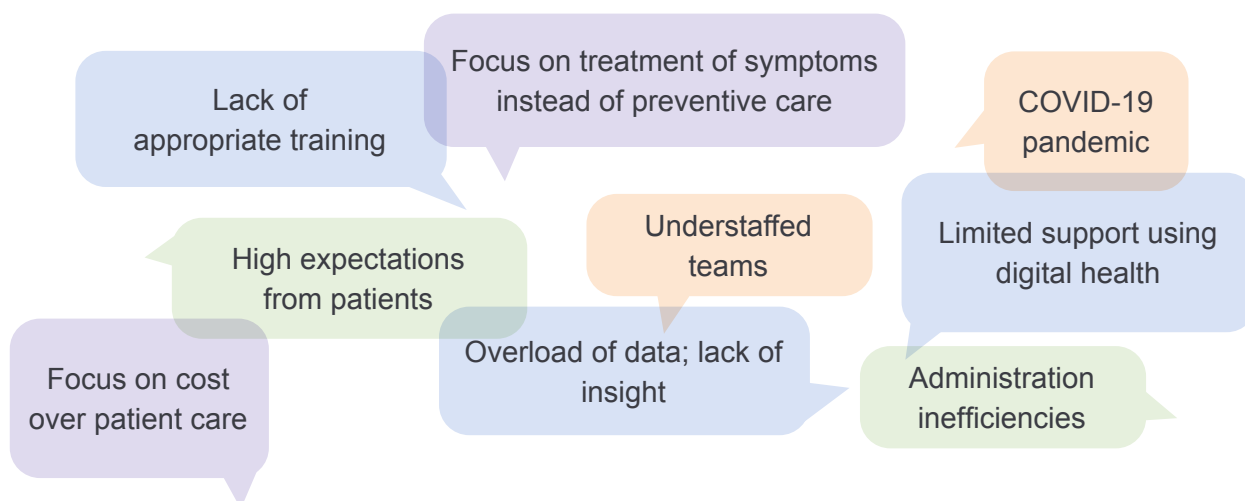 Focus on treatment of symptoms
instead of preventive care
Lack of
appropriate training
COVID-19
pandemic
Understaffed
teams
Limited support using
digital health
High expectations
from patients
Overload of data; lack of
insight
Focus on cost
over patient care
Administration
inefficiencies